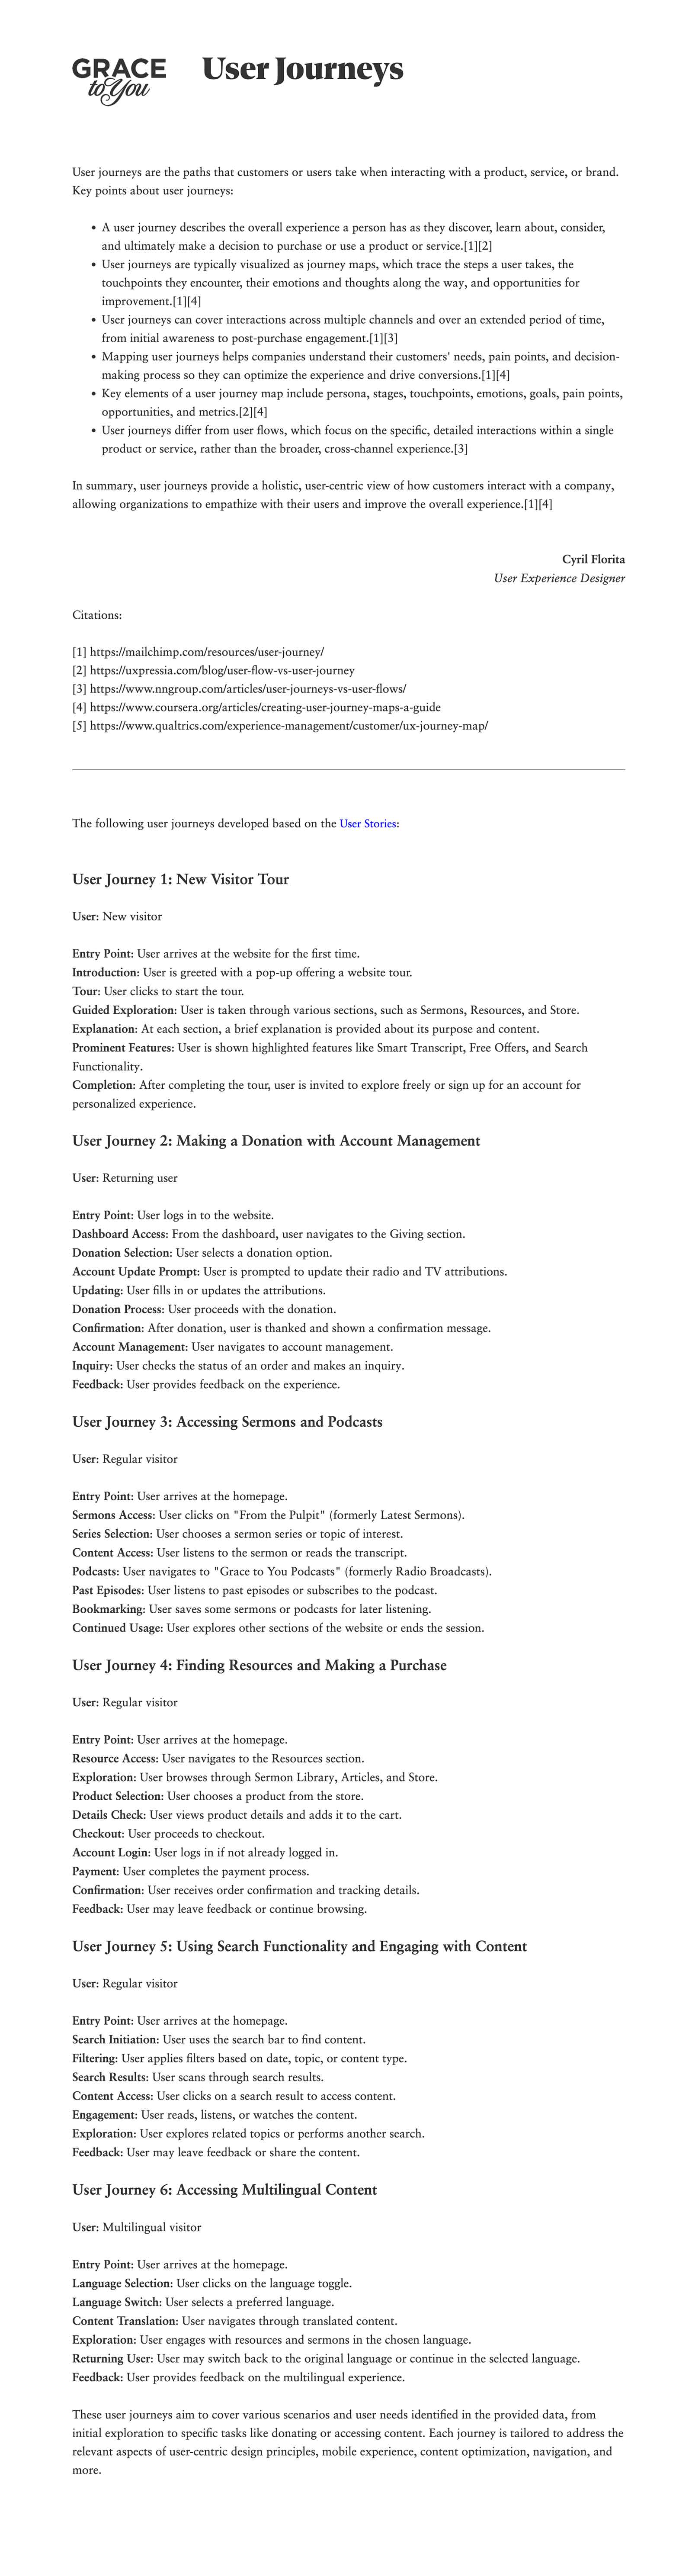 GRACE
to You
User Journeys
User journeys are the paths that customers or users take when interacting with a product, service, or brand.
Key points about user journeys:
• A user journey describes the overall experience a person has as they discover, learn about, consider,
and ultimately make a decision to purchase or use a product or service.[1][2]
• User journeys are typically visualized as journey maps, which trace the steps a user takes, the
touchpoints they encounter, their emotions and thoughts along the way, and opportunities for
improvement.[1][4]
• User journeys can cover interactions across multiple channels and over an extended period of time,
from initial awareness to post-purchase engagement.[1][3]
• Mapping user journeys helps companies understand their customers' needs, pain points, and decision-
making process so they can optimize the experience and drive conversions.[1][4]
• Key elements of a user journey map include persona, stages, touchpoints, emotions, goals, pain points,
opportunities, and metrics.[2][4]
• User journeys differ from user flows, which focus on the specific, detailed interactions within a single
product or service, rather than the broader, cross-channel experience.[3]
In summary, user journeys provide a holistic, user-centric view of how customers interact with a company,
allowing organizations to empathize with their users and improve the overall experience.[1][4]
Cyril Florita
User Experience Designer
Citations:
[1] https://mailchimp.com/resources/user-journey/
[2] https://uxpressia.com/blog/user-flow-vs-user-journey
[3] https://www.nngroup.com/articles/user-journeys-vs-user-flows/
[4] https://www.coursera.org/articles/creating-user-journey-maps-a-guide
[5] https://www.qualtrics.com/experience-management/customer/ux-journey-map/
The following user journeys developed based on the User Stories:
User Journey 1: New Visitor Tour
User: New visitor
Entry Point: User arrives at the website for the first time.
Introduction: User is greeted with a pop-up offering a website tour.
Tour: User clicks to start the tour.
Guided Exploration: User is taken through various sections, such as Sermons, Resources, and Store.
Explanation: At each section, a brief explanation is provided about its purpose and content.
Prominent Features: User is shown highlighted features like Smart Transcript, Free Offers, and Search
Functionality.
Completion: After completing the tour, user is invited to explore freely or sign up for an account for
personalized experience.
User Journey 2: Making a Donation with Account Management
User: Returning user
Entry Point: User logs in to the website.
Dashboard Access: From the dashboard, user navigates to the Giving section.
Donation Selection: User selects a donation option.
Account Update Prompt: User is prompted to update their radio and TV attributions.
Updating: User fills in or updates the attributions.
Donation Process: User proceeds with the donation.
Confirmation: After donation, user is thanked and shown a confirmation message.
Account Management: User navigates to account management.
Inquiry: User checks the status of an order and makes an inquiry.
Feedback: User provides feedback on the experience.
User Journey 3: Accessing Sermons and Podcasts
User: Regular visitor
Entry Point: User arrives at the homepage.
Sermons Access: User clicks on "From the Pulpit" (formerly Latest Sermons).
Series Selection: User chooses a sermon series or topic of interest.
Content Access: User listens to the sermon or reads the transcript.
Podcasts: User navigates to "Grace to You Podcasts" (formerly Radio Broadcasts).
Past Episodes: User listens to past episodes or subscribes to the podcast.
Bookmarking: User saves some sermons or podcasts for later listening.
Continued Usage: User explores other sections of the website or ends the session.
User Journey 4: Finding Resources and Making a Purchase
User: Regular visitor
Entry Point: User arrives at the homepage.
Resource Access: User navigates to the Resources section.
Exploration: User browses through Sermon Library, Articles, and Store.
Product Selection: User chooses a product from the store.
Details Check: User views product details and adds it to the cart.
Checkout: User proceeds to checkout.
Account Login: User logs in if not already logged in.
Payment: User completes the payment process.
Confirmation: User receives order confirmation and tracking details.
Feedback: User may leave feedback or continue browsing.
User Journey 5: Using Search Functionality and Engaging with Content
User: Regular visitor
Entry Point: User arrives at the homepage.
Search Initiation: User uses the search bar to find content.
Filtering: User applies filters based on date, topic, or content type.
Search Results: User scans through search results.
Content Access: User clicks on a search result to access content.
Engagement: User reads, listens, or watches the content.
Exploration: User explores related topics or performs another search.
Feedback: User may leave feedback or share the content.
User Journey 6: Accessing Multilingual Content
User: Multilingual visitor
Entry Point: User arrives at the homepage.
Language Selection: User clicks on the language toggle.
Language Switch: User selects a preferred language.
Content Translation: User navigates through translated content.
Exploration: User engages with resources and sermons in the chosen language.
Returning User: User may switch back to the original language or continue in the selected language.
Feedback: User provides feedback on the multilingual experience.
These user journeys aim to cover various scenarios and user needs identified in the provided data, from
initial exploration to specific tasks like donating or accessing content. Each journey is tailored to address the
relevant aspects of user-centric design principles, mobile experience, content optimization, navigation, and
more.